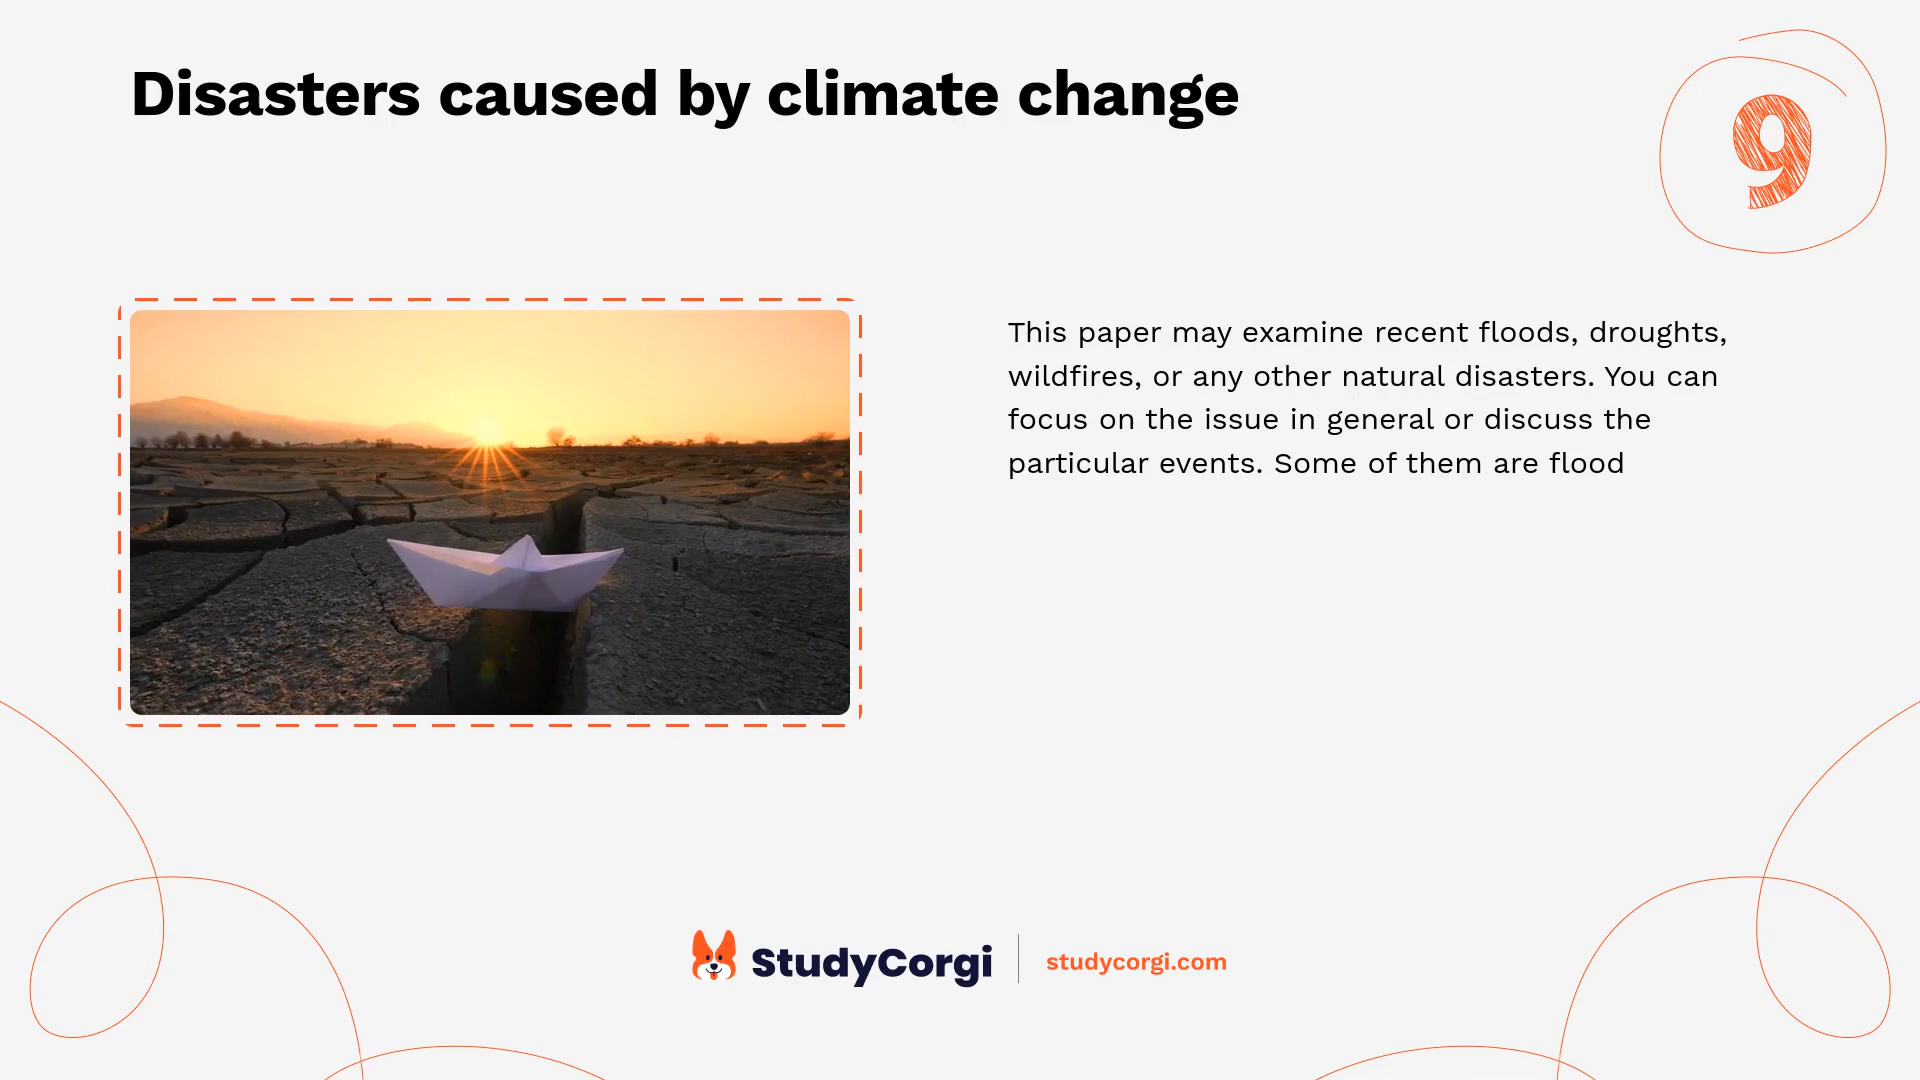 Disasters caused by climate change
9
This paper may examine recent floods, droughts,
wildfires, or any other natural disasters. You can
focus on the issue in general or discuss the
particular events. Some of them are flood
StudyCorgi
studycorgi.com